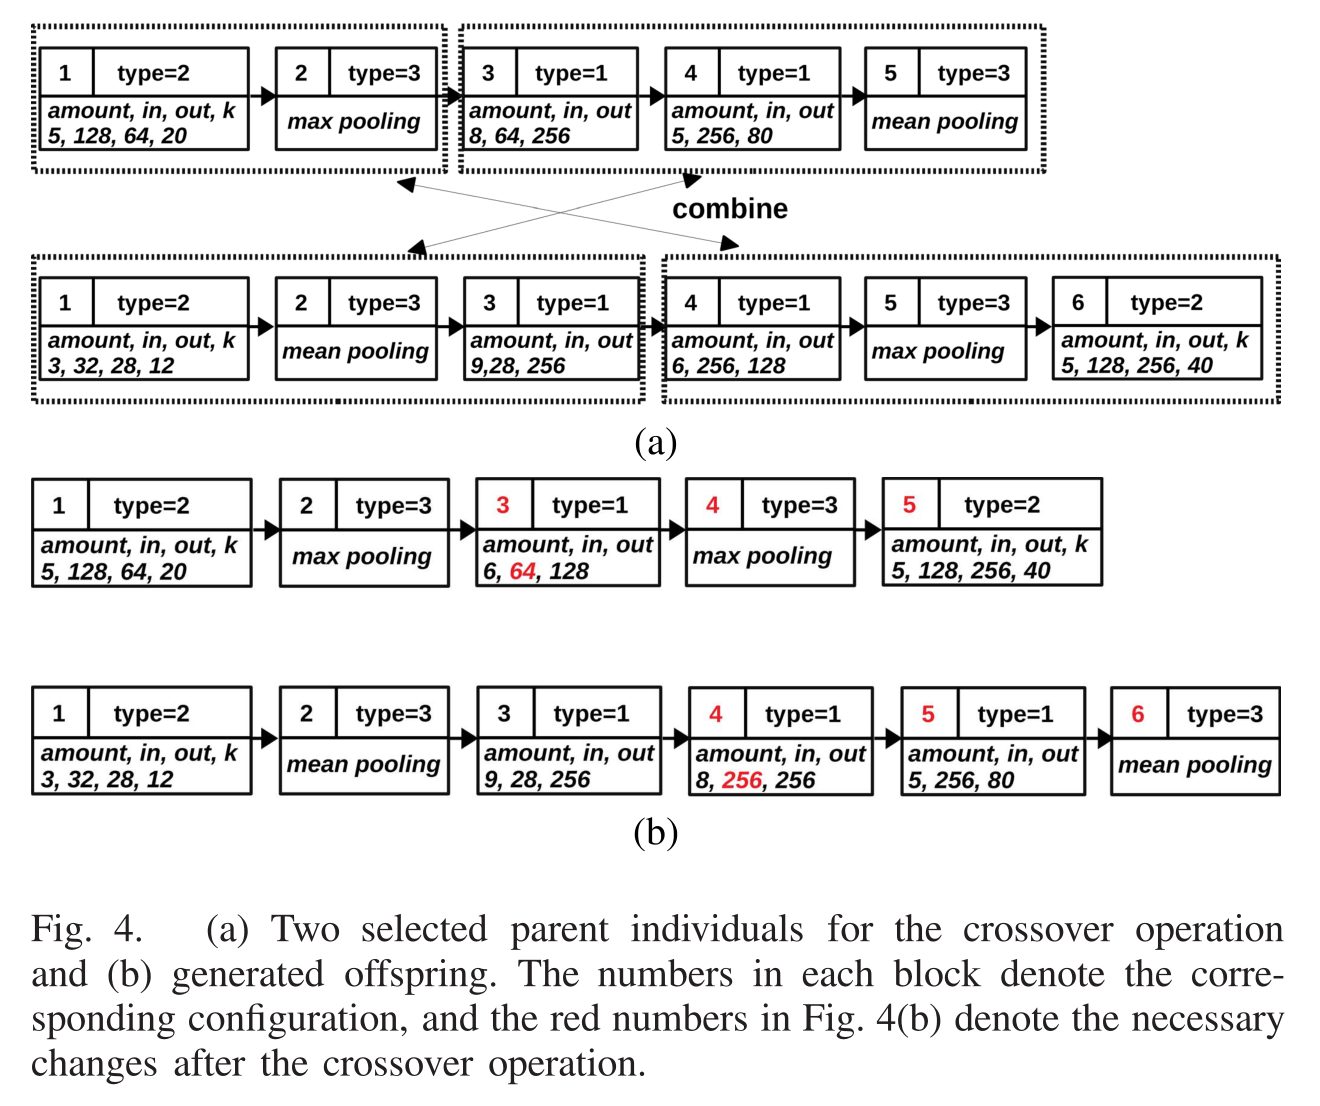 1 type=2 2 type=3 3 type=1 4 type=1 5 type=3
amount, in, out, k max pooling amount, in, out amount, in, out mean pooling
5, 128, 64, 20 8, 64, 256 5, 256, 80
combine
1 type=2 2 type=3 3 type=1 4 type=1 5 type=3 6 type=2
amount, in, out, k mean pooling amount, in, out amount, in, out max pooling amount, in, out, k
3, 32, 28, 12 9,28, 256 6, 256, 128 5, 128, 256, 40
(a)
1 type=2 2 type=3 3 type=1 4 type=3 5 type=2
amount, in, out, k max pooling amount, in, out max pooling amount, in, out, k
5, 128, 64, 20 6, 64, 128 5, 128, 256, 40
1 type=2 2 type=3 3 type=1 4 type=1 5 type=1 6 type=3
amount, in, out, k mean pooling amount, in, out amount, in, out amount, in, out mean pooling
3, 32, 28, 12 9, 28, 256 8, 256, 256 5, 256, 80
(b)
Fig. 4. (a) Two selected parent individuals for the crossover operation
and (b) generated offspring. The numbers in each block denote the corre-
sponding configuration, and the red numbers in Fig. 4(b) denote the necessary
changes after the crossover operation.